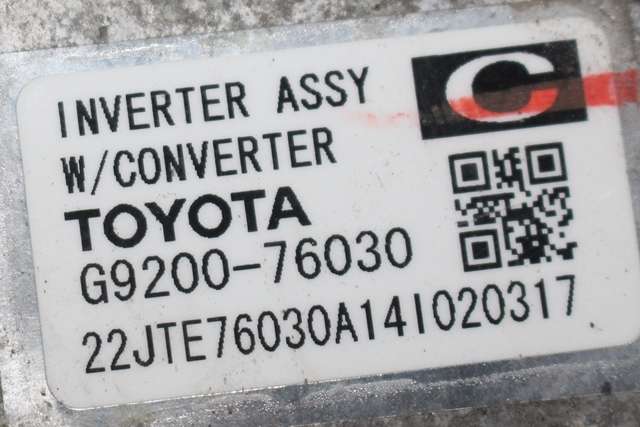 INVERTER ASSY
C
W/CONVERTER
TOYOTA
G9200-76030
22JTE76030A14I020317